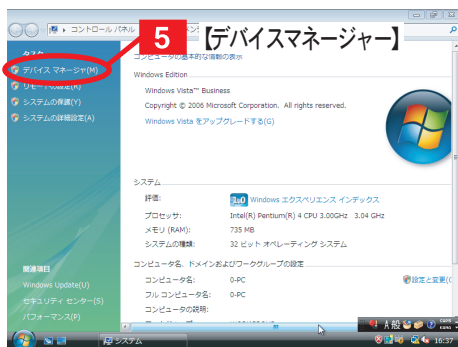 コントロール パネル
5
【デバイスマネージャー】
タスク
デバイス マネージャ(M)
リモートの設定(R)
システムの保護(Y)
システムの詳細設定(A)
コンピュータの基本的な情報の表示
Windows Edition
Windows Vista™ Business
Copyright © 2006 Microsoft Corporation. All rights reserved.
Windows Vista をアップグレードする(G)
システム
評価: 1.0 Windows エクスペリエンス インデックス
プロセッサ: Intel(R) Pentium(R) 4 CPU 3.00GHz 3.04 GHz
メモリ (RAM): 735 MB
システムの種類: 32 ビット オペレーティング システム
コンピュータ名、ドメインおよびワークグループの設定
コンピュータ名: 0-PC
設定と変更(
フル コンピュータ名: 0-PC
コンピュータの説明:
関連項目
Windows Update(U)
セキュリティ センター(S)
パフォーマンス(P)
A 般
CAPS
システム
16:37